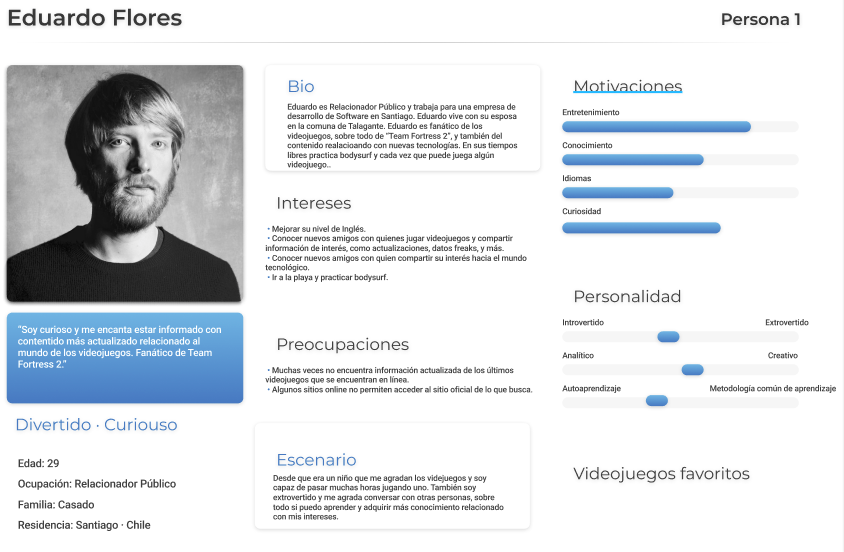 Eduardo Flores
Persona 1
“Soy curioso y me encanta estar informado con
contenido más actualizado relacionado al
mundo de los videjuegos. Fanático de Team
Fortress 2.”
Divertido · Curiouso
Edad: 29
Ocupación: Relacionador Público
Familia: Casado
Residencia: Santiago · Chile
Bio
Eduardo es Relacionador Público y trabaja para una empresa de
desarrollo de Software en Santiago. Eduardo vive con su esposa
en la comuna de Talagante. Eduardo es fanático de los
videojuegos, sobre todo de “Team Fortress 2”, y también del
contenido realacioando con nuevas tecnologías. En sus tiempos
libres practica bodysurf y cada vez que puede juega algún
videojuego..
Intereses
· Mejorar su nivel de Inglés.
· Conocer nuevos amigos con quienes jugar videojuegos y compartir
información de interés, como actualizaciones, datos freaks, y más.
· Conocer nuevos amigos con quien compartir su interés hacia el mundo
tecnológico.
· Ir a la playa y practicar bodysurf.
Preocupaciones
· Muchas veces no encuentra información actualizada de los últimos
videojuegos que se encuentran en línea.
· Algunos sitios online no permiten acceder al sitio oficial de lo que busca.
Escenario
Desde que era un niño que me agradan los videjuegos y soy
capaz de pasar muchas horas jugando uno. También soy
extrovertido y me agrada conversar con otras personas, sobre
todo si puedo aprender y adquirir más conocimiento relacionado
con mis intereses.
Motivaciones
Entretenimiento
Conocimiento
Idiomas
Curiosidad
Personalidad
Introvertido Extrovertido
Analítico Creativo
Autoaprendizaje Metodología común de aprendizaje
Videojuegos favoritos